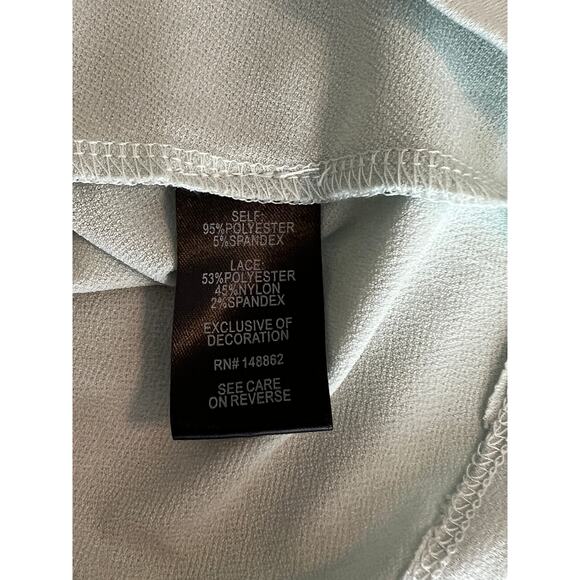 SELF:
95%POLYESTER
5%SPANDEX
LACE:
53%POLYESTER
45%NYLON
2%SPANDEX
EXCLUSIVE OF
DECORATION
RN# 148862
SEE CARE
ON REVERSE